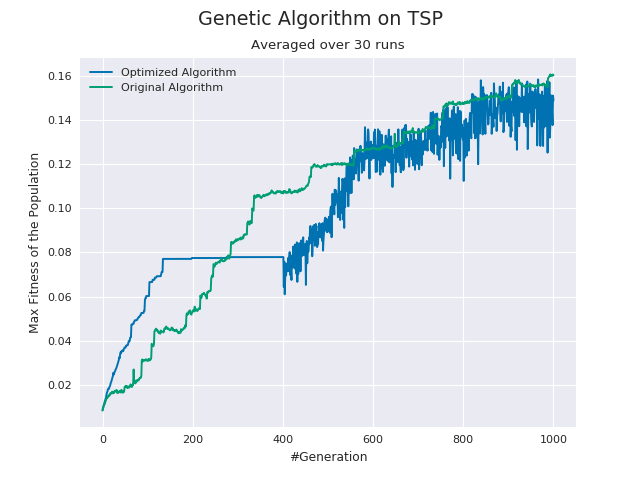 Genetic Algorithm on TSP
Averaged over 30 runs
Optimized Algorithm
Original Algorithm
Max Fitness of the Population
0.16
0.14
0.12
0.10
0.08
0.06
0.04
0.02
0 200 400 600 800 1000
#Generation